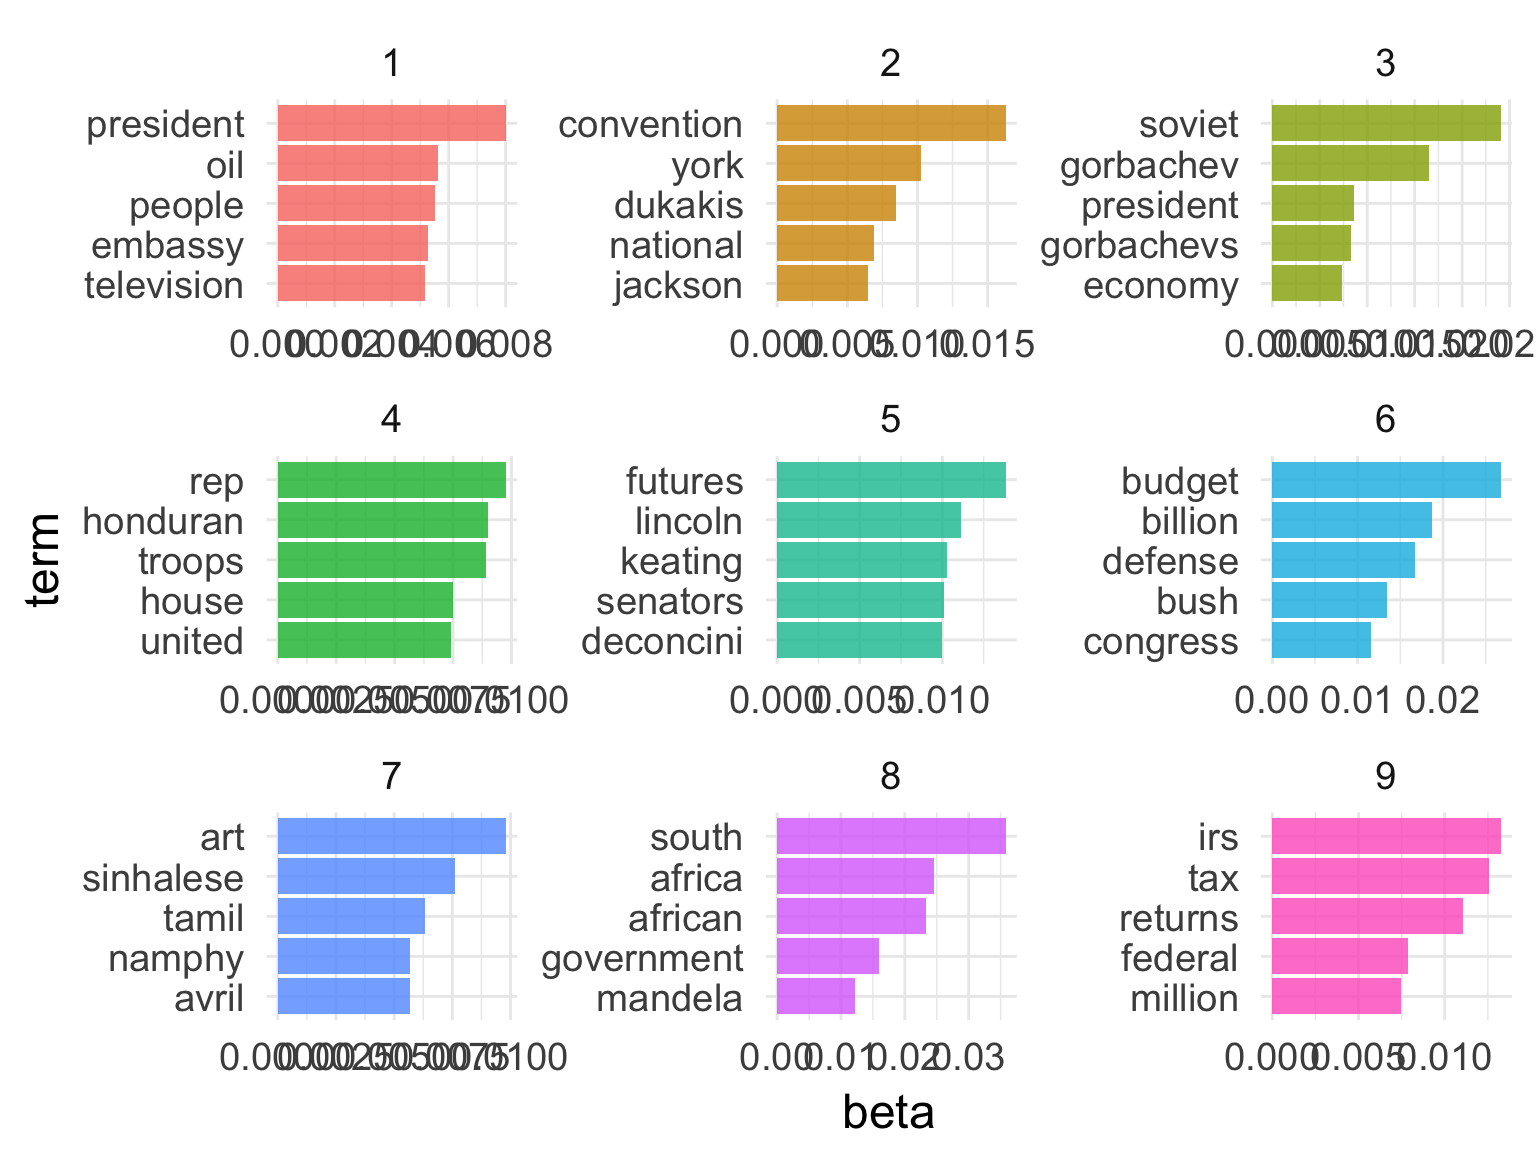 1
president
oil
people
embassy
television
0.008
2
convention
york
dukakis
national
jackson
0.000 0.005 0.010 0.015
3
soviet
gorbachev
president
gorbachevs
economy
4
rep
honduran
troops
house
united
5
futures
lincoln
keating
senators
deconcini
0.000 0.005 0.010
6
budget
billion
defense
bush
congress
0.00 0.01 0.02
7
art
sinhalese
tamil
namphy
avril
8
south
africa
african
government
mandela
0.00 0.01 0.02 0.03
9
irs
tax
returns
federal
million
0.000 0.005 0.010
term
beta